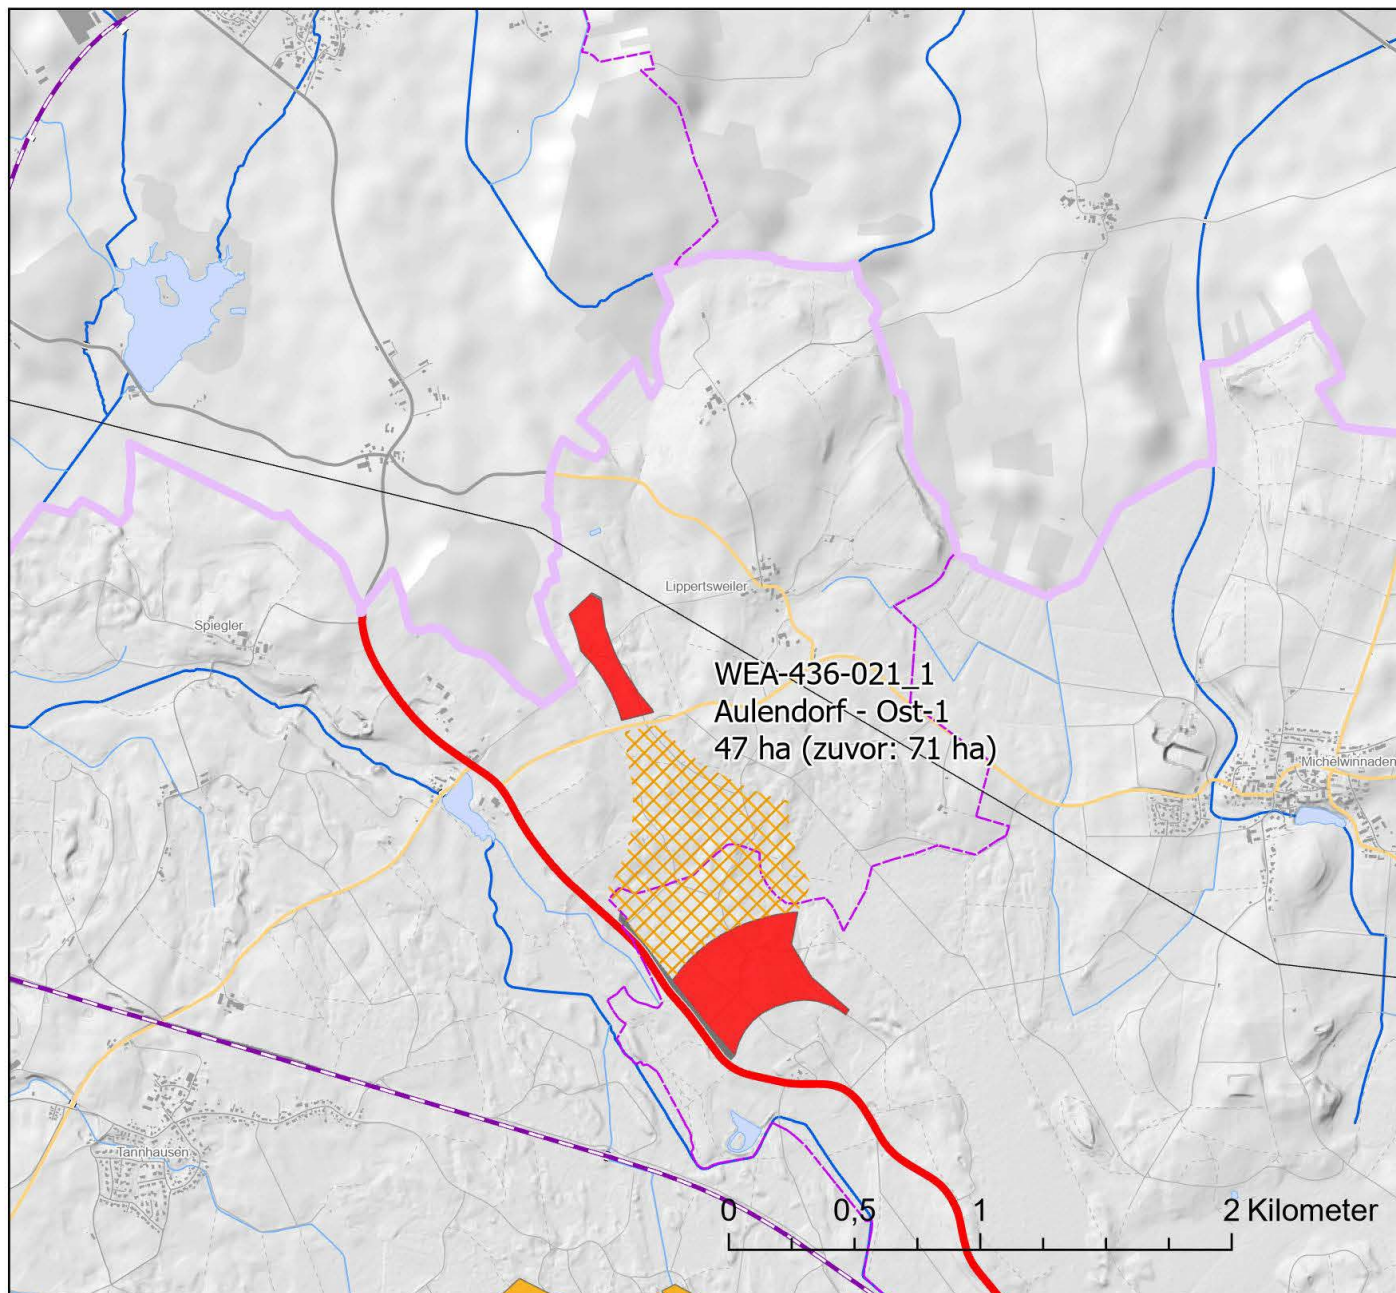 Lippertsweiler
Spiegler
WEA-436-021_1
Aulendorf - Ost-1
47 ha (zuvor: 71 ha)
Michelwinnaden
Tannhausen
0 0,5 1 2 Kilometer